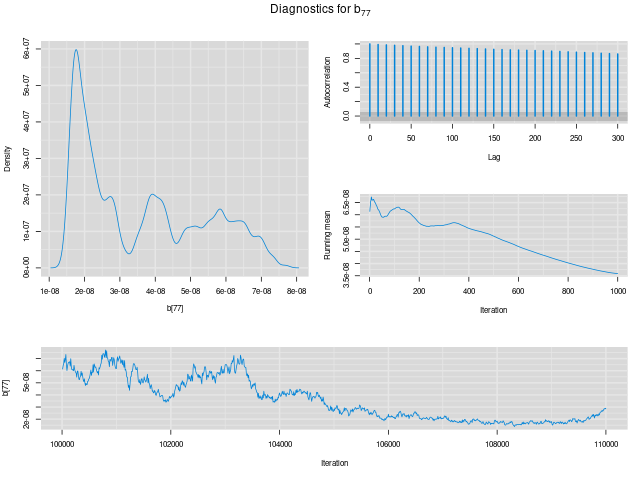 Diagnostics for b77
Density
0e+00 1e+07 2e+07 3e+07 4e+07 5e+07 6e+07
1e-08 2e-08 3e-08 4e-08 5e-08 6e-08 7e-08 8e-08
b[77]
Autocorrelation
0.0 0.4 0.8
0 50 100 150 200 250 300
Lag
Running mean
3.5e-08 5.0e-08 6.5e-08
0 200 400 600 800 1000
Iteration
b[77]
2e-08 5e-08
100000 102000 104000 106000 108000 110000
Iteration